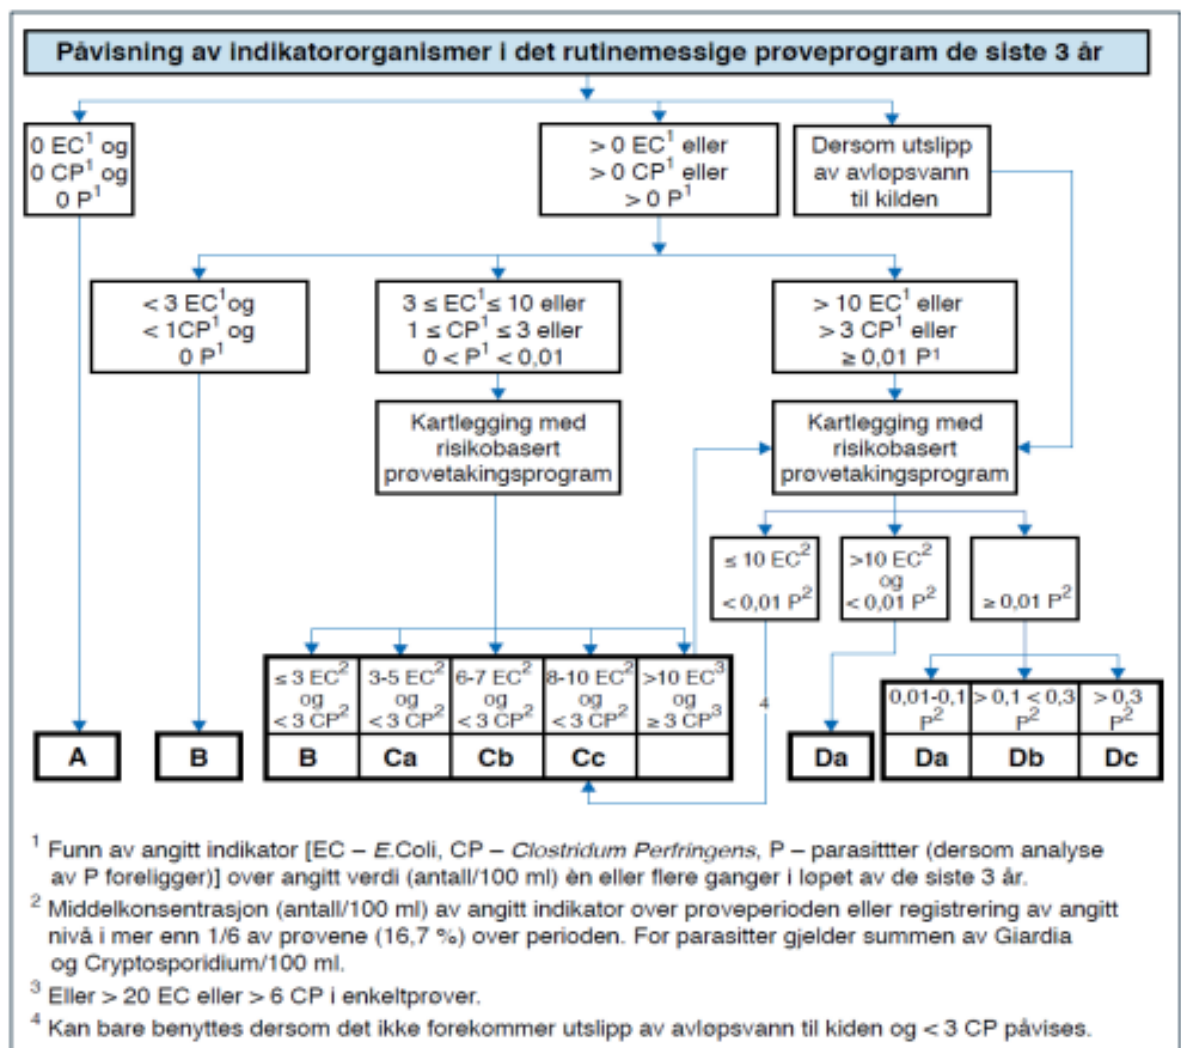 Påvisning av indikatororganismer i det rutinemessige prøveprogram de siste 3 år
0 EC¹ og
0 CP¹ og
0 P¹
> 0 EC¹ eller
> 0 CP¹ eller
> 0 P¹
Dersom utslipp
av avløpsvann
til kilden
< 3 EC¹og
< 1CP¹ og
0 P¹
3 ≤ EC¹ ≤ 10 eller
1 ≤ CP¹ ≤ 3 eller
0 < P¹ < 0,01
> 10 EC¹ eller
> 3 CP¹ eller
≥ 0,01 P¹
Kartlegging med
risikobasert
prøvetakingsprogram
Kartlegging med
risikobasert
prøvetakingsprogram
≤ 10 EC²
< 0,01 P²
>10 EC²
og
< 0,01 P²
≥ 0,01 P²
≤ 3 EC²
og
< 3 CP²
B
3-5 EC²
og
< 3 CP²
Ca
6-7 EC²
og
< 3 CP²
Cb
8-10 EC²
og
< 3 CP²
Cc
>10 EC³
og
≥ 3 CP³
4
0,01-0,1
P²
Da
> 0,1 < 0,3
P²
Db
> 0,3
P²
Dc
A
B
Da
¹ Funn av angitt indikator [EC – E.Coli, CP – Clostridum Perfringens, P – parasittter (dersom analyse
av P foreligger)] over angitt verdi (antall/100 ml) èn eller flere ganger i løpet av de siste 3 år.
² Middelkonsentrasjon (antall/100 ml) av angitt indikator over prøveperioden eller registrering av angitt
nivå i mer enn 1/6 av prøvene (16,7 %) over perioden. For parasitter gjelder summen av Giardia
og Cryptosporidium/100 ml.
³ Eller > 20 EC eller > 6 CP i enkeltprøver.
⁴ Kan bare benyttes dersom det ikke forekommer utslipp av avløpsvann til kiden og < 3 CP påvises.